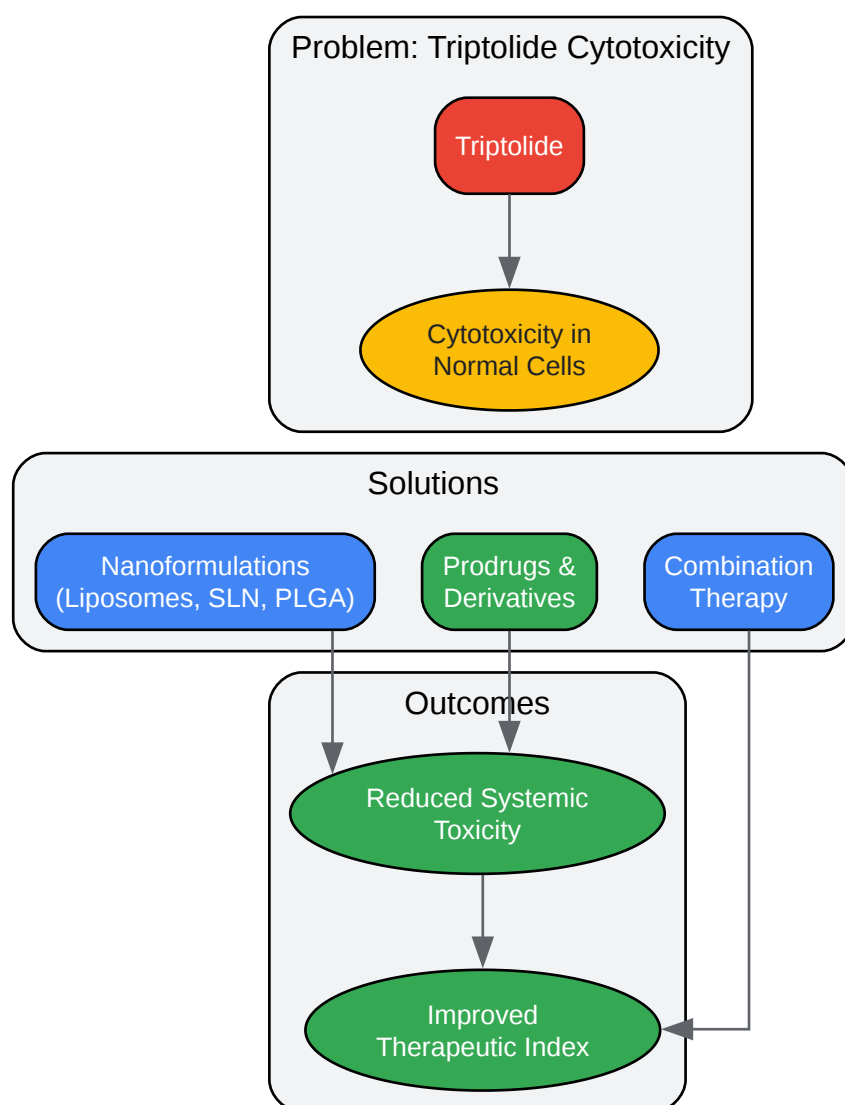 Problem: Triptolide Cytotoxicity
Triptolide
Cytotoxicity in
Normal Cells
Solutions
Nanoformulations
(Liposomes, SLN, PLGA)
Prodrugs &
Derivatives
Combination
Therapy
Outcomes
Reduced Systemic
Toxicity
Improved
Therapeutic Index